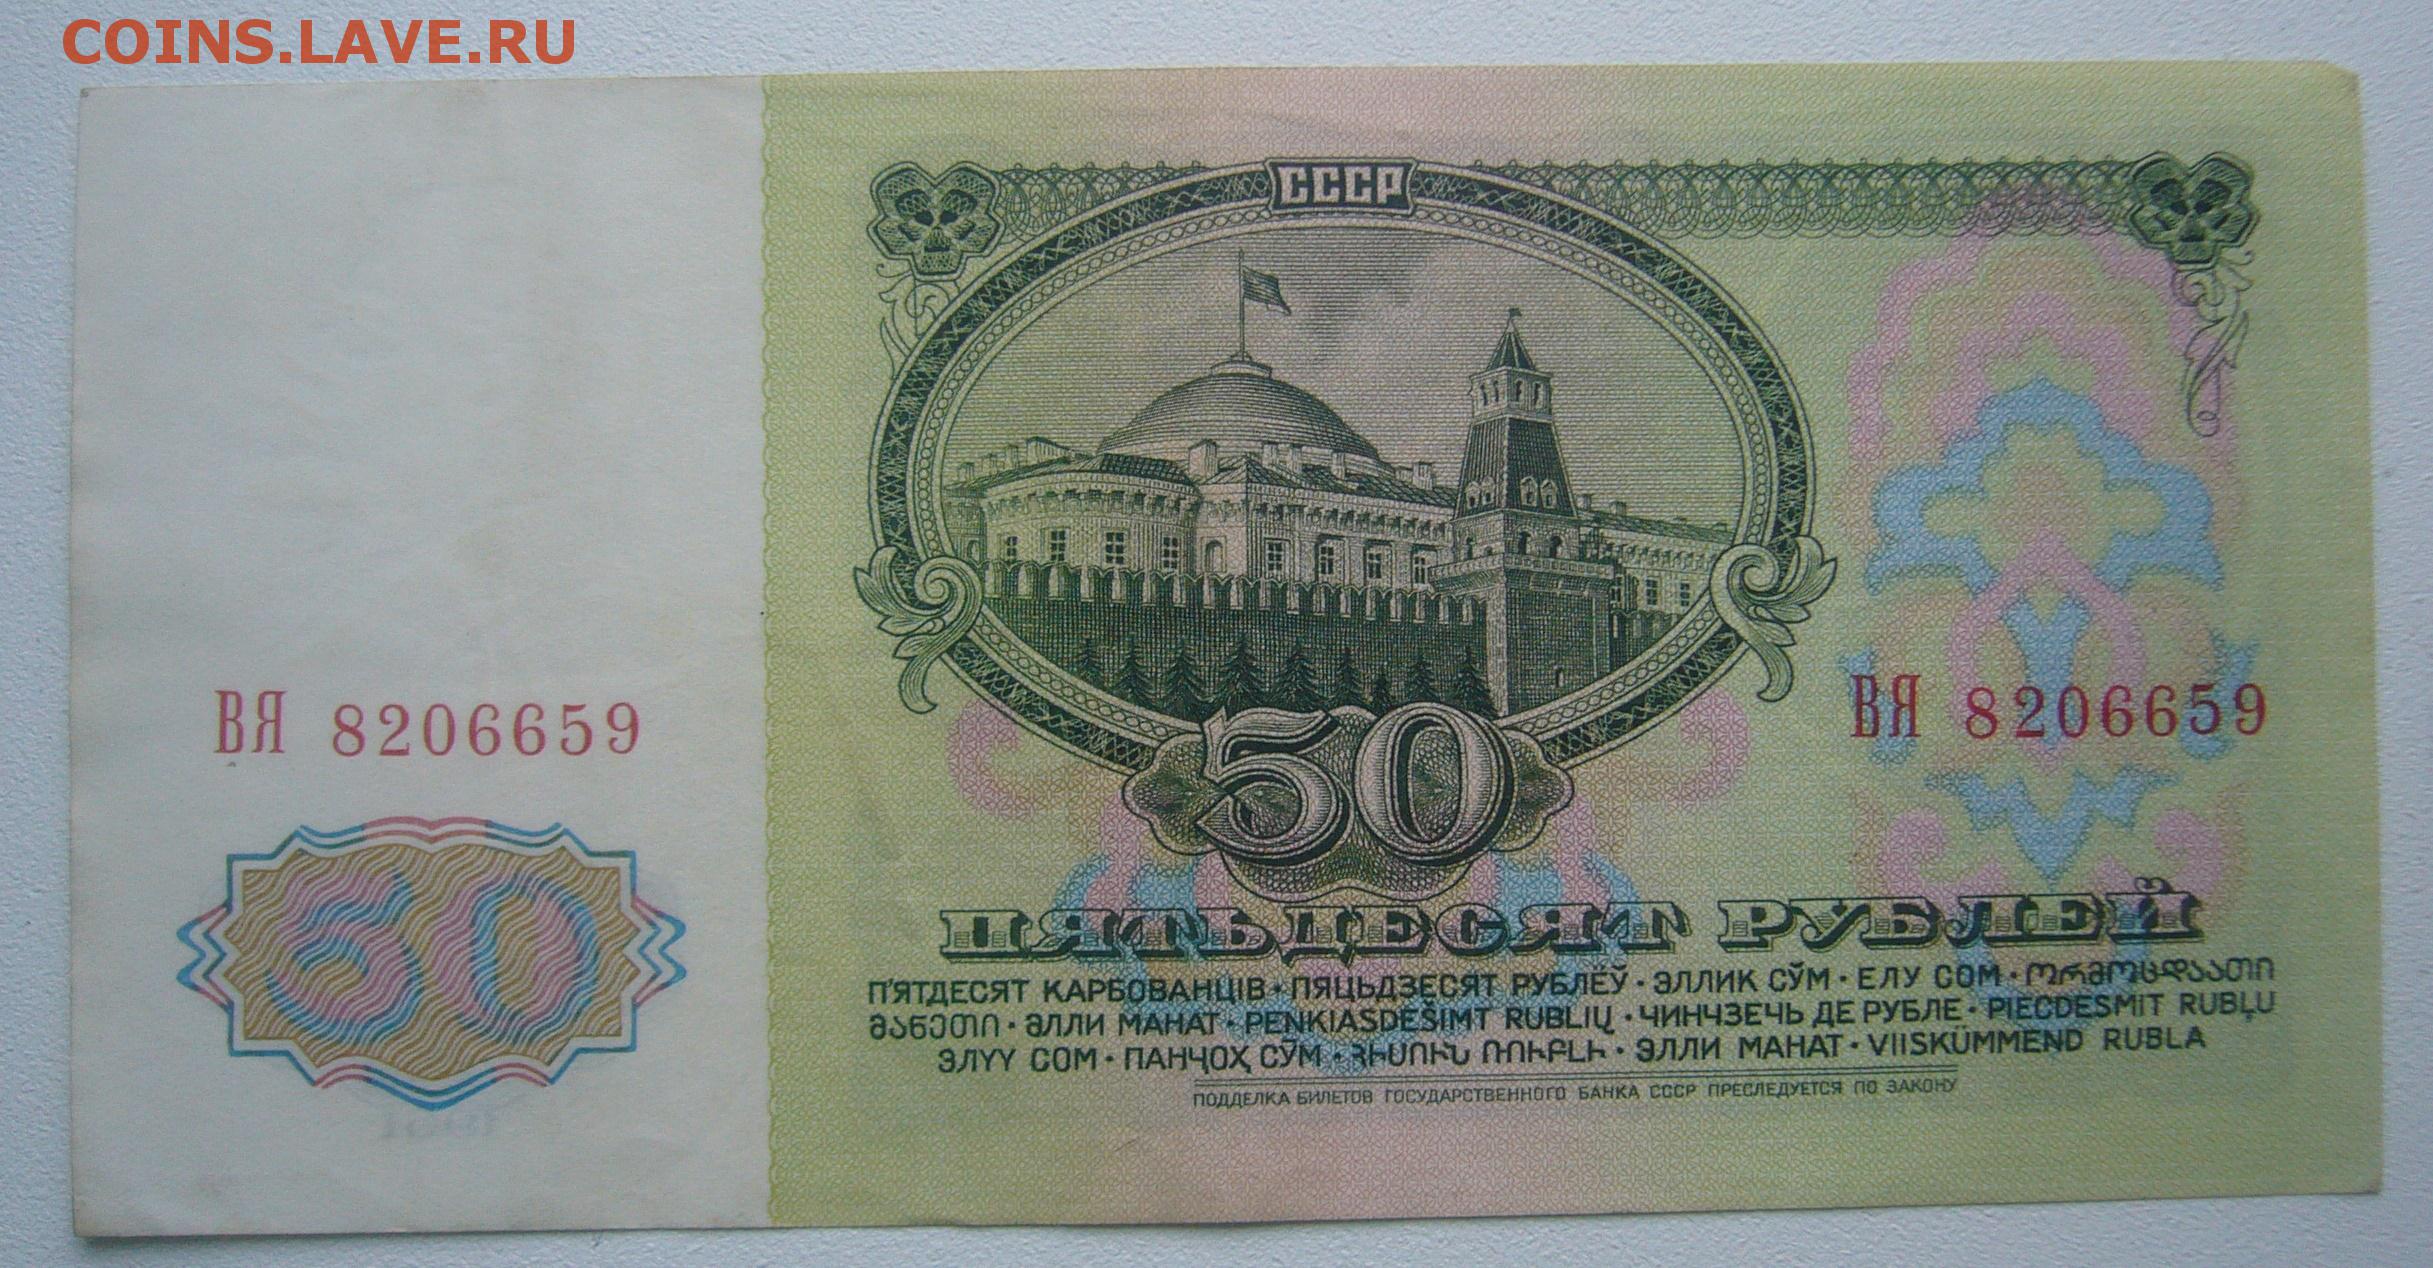 COINS.LAVE.RU
СССР
ВЯ 8206659
ВЯ 8206659
50
50
ПЯТЬДЕСЯТ РУБЛЕЙ
П'ЯТДЕСЯТ КАРБОВАНЦІВ · ПЯЦЬДЗЕСЯТ РУБЛЁЎ · ЭЛЛИК СЎМ · ЕЛУ СОМ · ᲝᲠᲛᲝᲪᲓᲐᲐᲗᲘ
ᲛᲐᲜᲔᲗᲘ · ӘЛЛИ МАНАТ · PENKIASDEŠIMT RUBLIŲ · ЧИНЧЗЕЧЬ ДЕ РУБЛЕ · PIECDESMIT RUBĻU
ЭЛҮҮ СОМ · ПАНҶОҲ СӮМ · ՀԻՍՈՒՆ ՌՈՒԲԼԻ · ЭЛЛИ МАНАТ · VIISKÜMMEND RUBLA
ПОДДЕЛКА БИЛЕТОВ ГОСУДАРСТВЕННОГО БАНКА СССР ПРЕСЛЕДУЕТСЯ ПО ЗАКОНУ